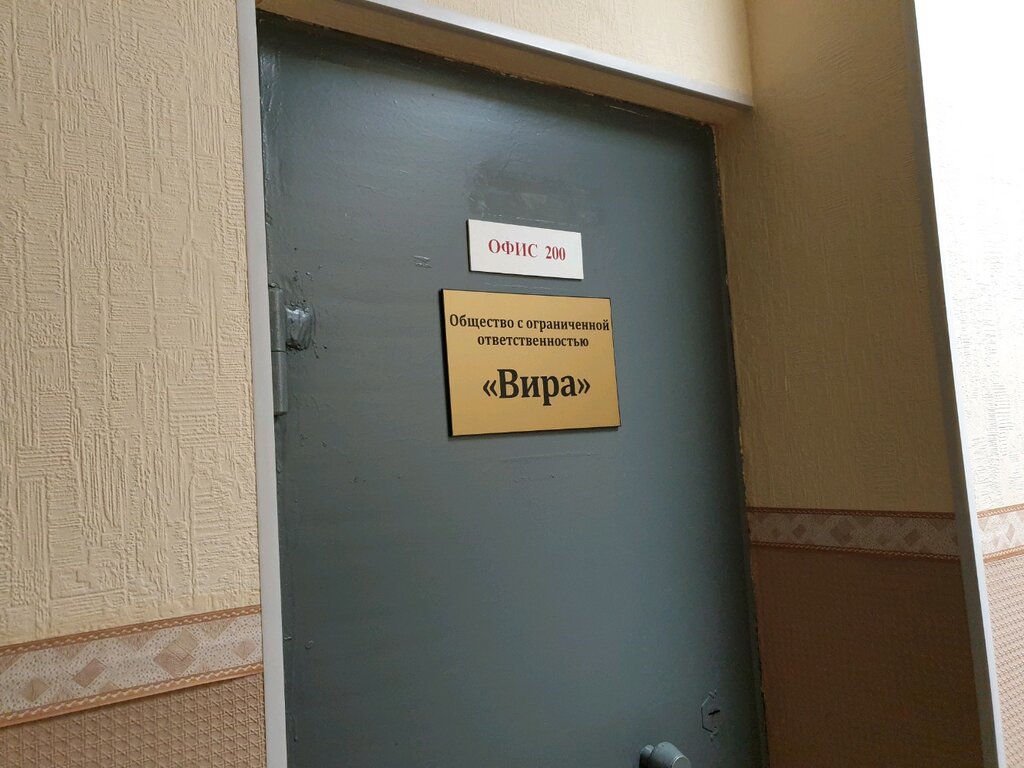 ОФИС 200
Общество с ограниченной
ответственностью
«Вира»